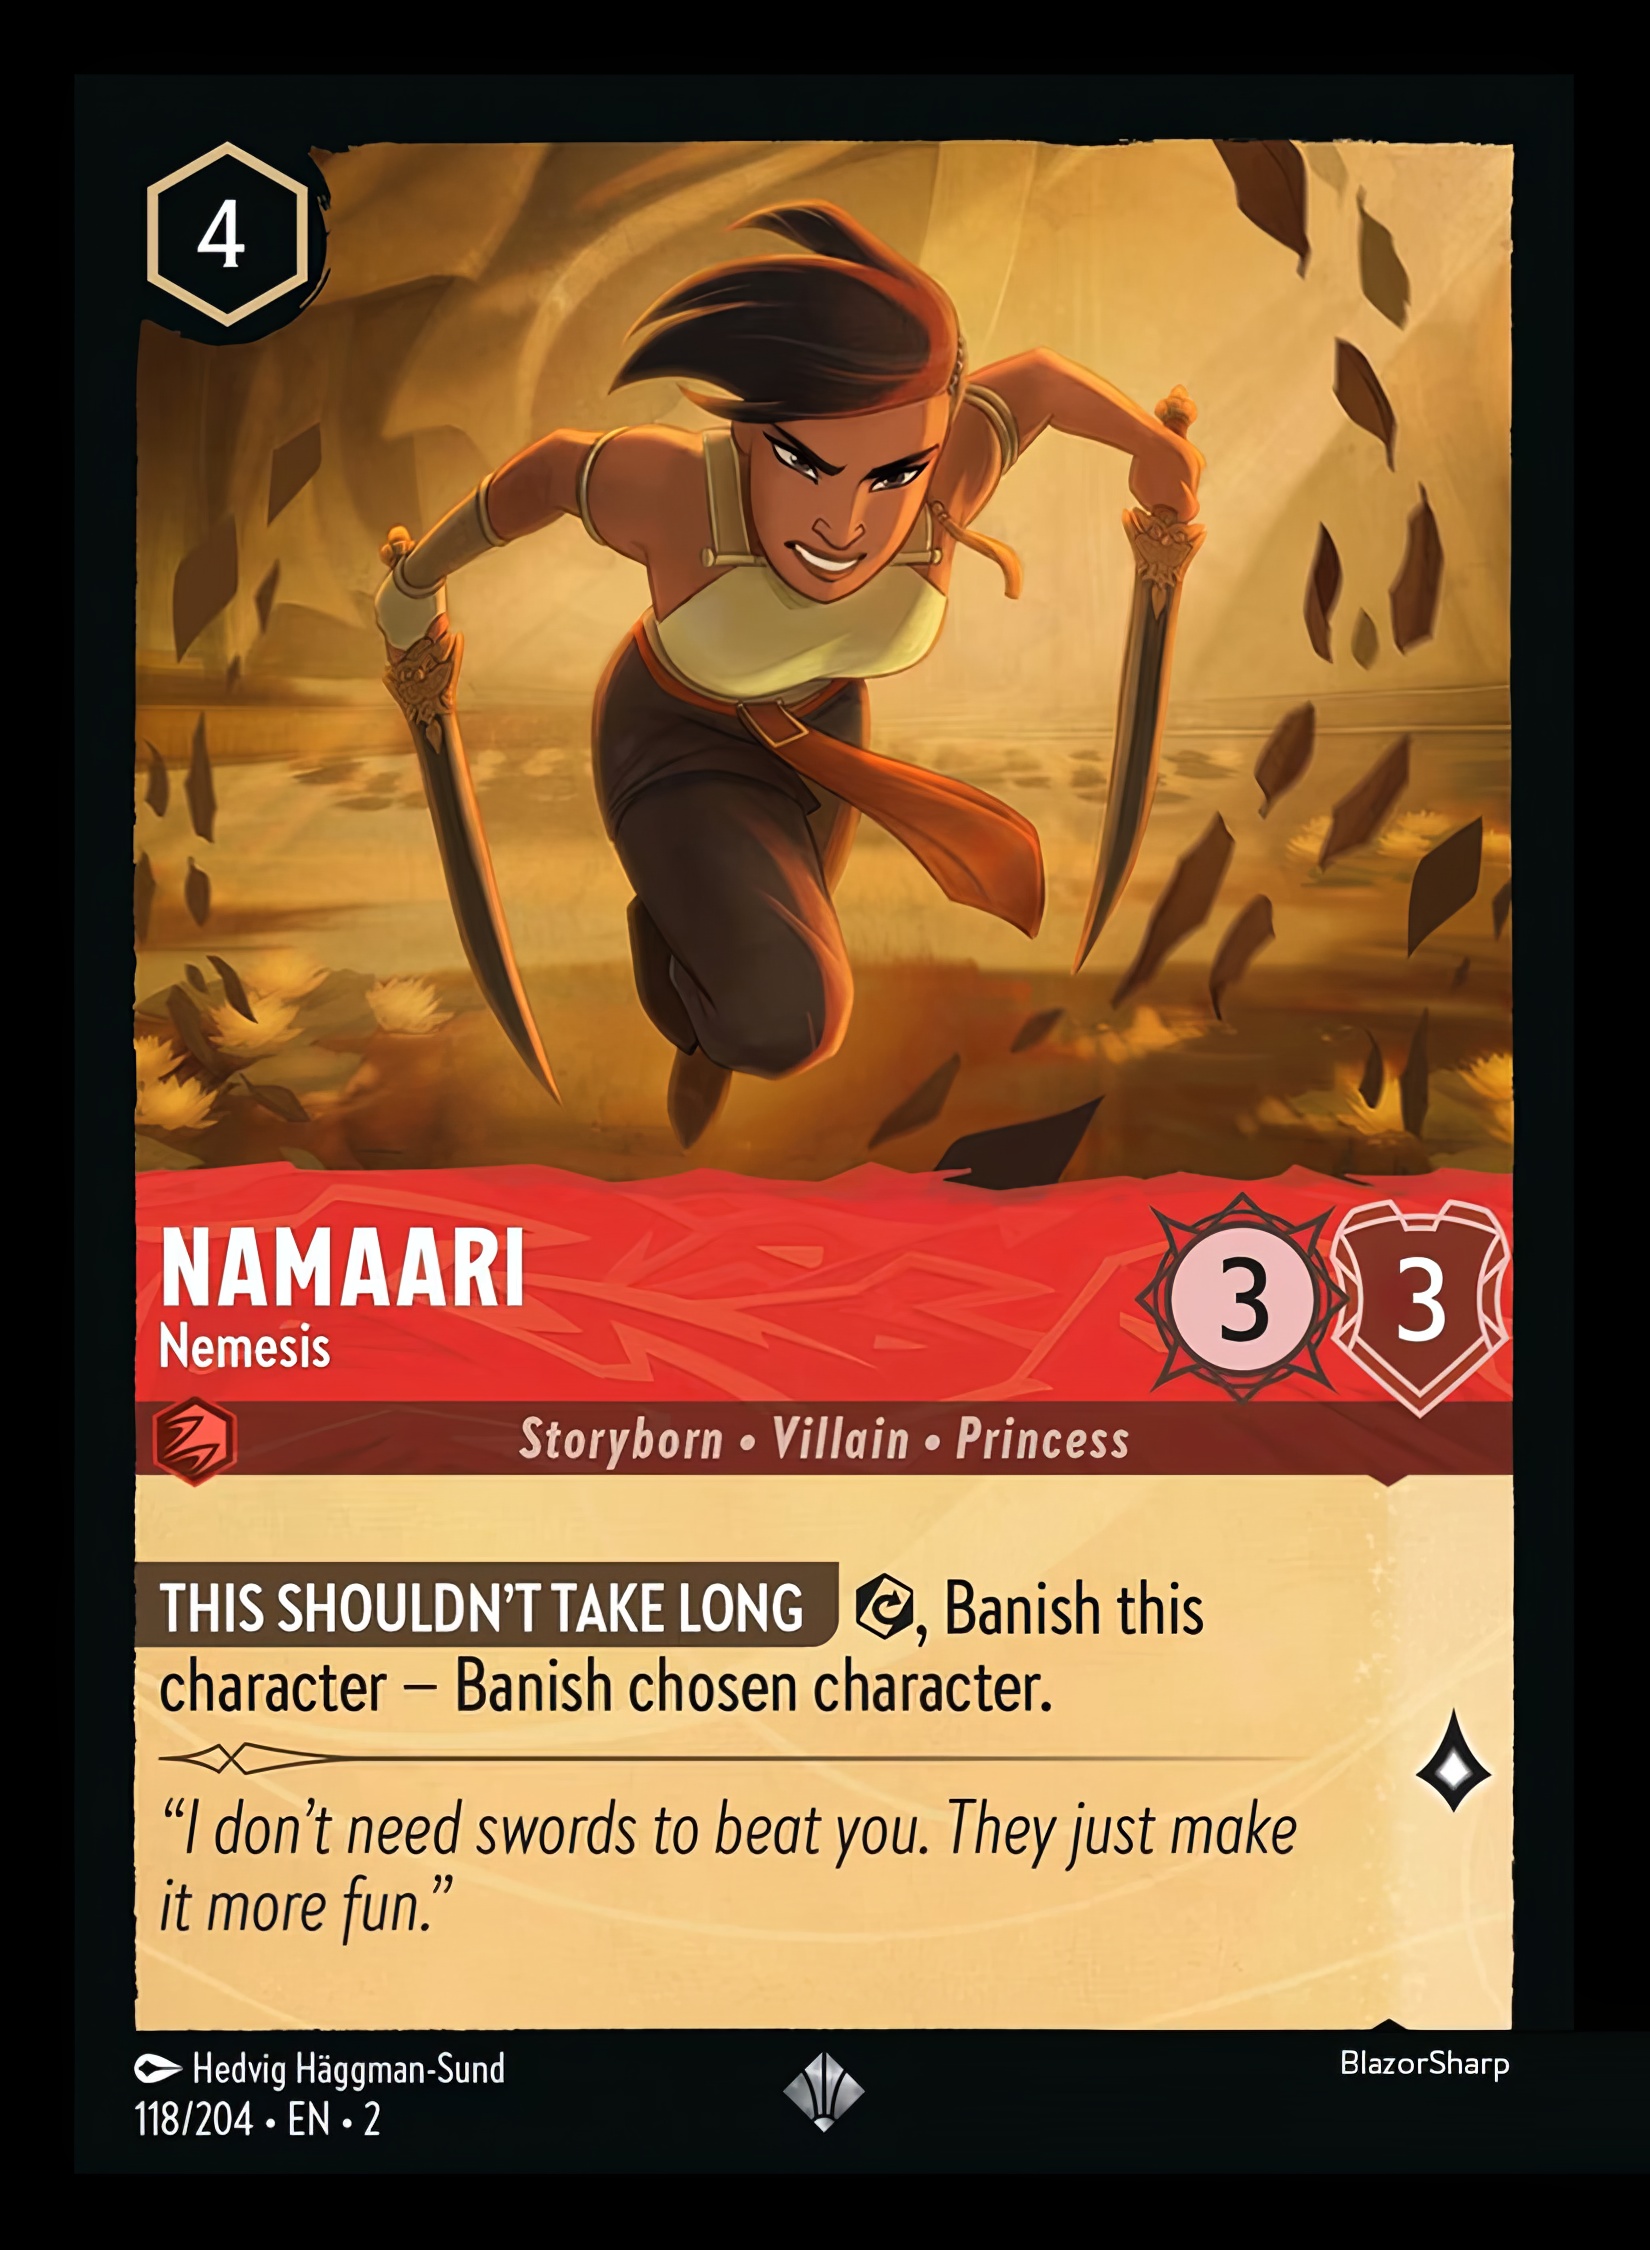 4
NAMAARI
Nemesis
3
3
Storyborn • Villain • Princess
THIS SHOULDN'T TAKE LONG , Banish this
character – Banish chosen character.
“I don't need swords to beat you. They just make
it more fun.”
Hedvig Häggman-Sund
BlazorSharp
118/204 • EN • 2